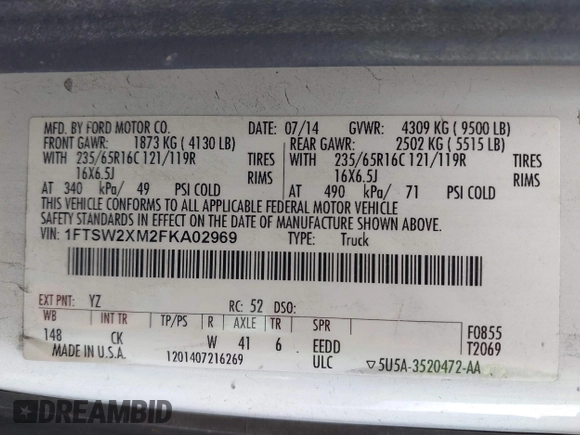 MFD. BY FORD MOTOR CO. DATE: 07/14 GVWR: 4309 KG ( 9500 LB)
FRONT GAWR: 1873 KG ( 4130 LB) REAR GAWR: 2502 KG ( 5515 LB)
WITH 235/65R16C 121/119R TIRES WITH 235/65R16C 121/119R TIRES
16X6.5J RIMS 16X6.5J RIMS
AT 340 kPa/ 49 PSI COLD AT 490 kPa/ 71 PSI COLD
THIS VEHICLE CONFORMS TO ALL APPLICABLE FEDERAL MOTOR VEHICLE
SAFETY STANDARDS IN EFFECT ON THE DATE OF MANUFACTURE SHOWN ABOVE.
VIN: 1FTSW2XM2FKA02969 TYPE: Truck
EXT PNT: YZ RC: 52 DSO:
WB INT TR TP/PS R AXLE TR SPR F0855
148 CK W 41 6 EEDD T2069
MADE IN U.S.A. 1201407216269 ULC ▽5U5A-3520472-AA
DREAMBID